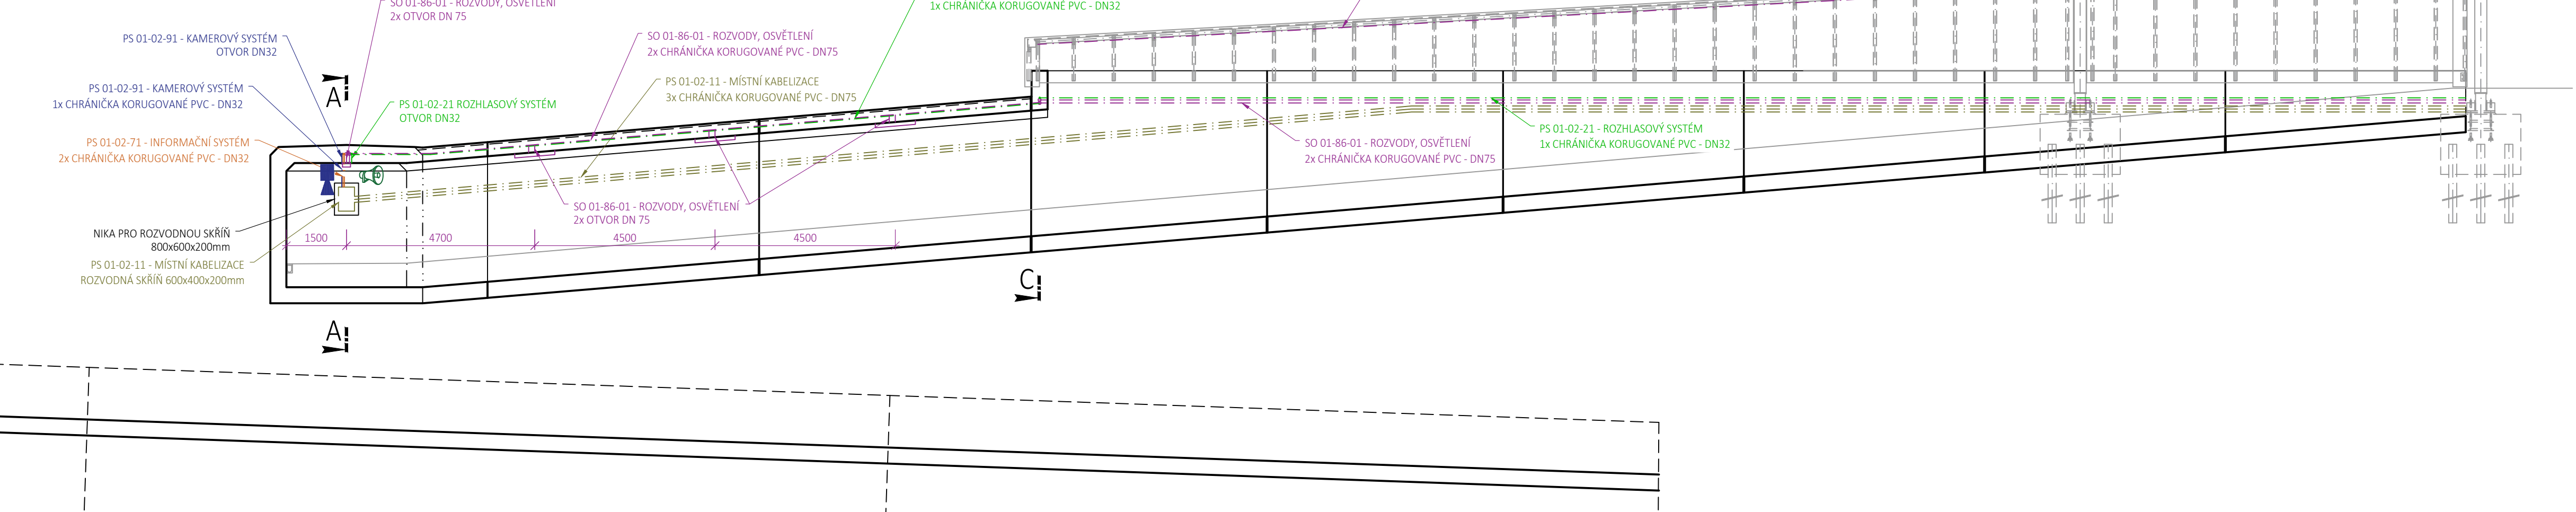 SO 01-86-01 - ROZVODY, OSVĚTLENÍ
2x OTVOR DN 75
1x CHRÁNIČKA KORUGOVANÉ PVC - DN32
PS 01-02-91 - KAMEROVÝ SYSTÉM
OTVOR DN32
SO 01-86-01 - ROZVODY, OSVĚTLENÍ
2x CHRÁNIČKA KORUGOVANÉ PVC - DN75
PS 01-02-91 - KAMEROVÝ SYSTÉM
1x CHRÁNIČKA KORUGOVANÉ PVC - DN32
A
PS 01-02-11 - MÍSTNÍ KABELIZACE
3x CHRÁNIČKA KORUGOVANÉ PVC - DN75
PS 01-02-21 ROZHLASOVÝ SYSTÉM
OTVOR DN32
PS 01-02-71 - INFORMAČNÍ SYSTÉM
2x CHRÁNIČKA KORUGOVANÉ PVC - DN32
PS 01-02-21 - ROZHLASOVÝ SYSTÉM
1x CHRÁNIČKA KORUGOVANÉ PVC - DN32
SO 01-86-01 - ROZVODY, OSVĚTLENÍ
2x CHRÁNIČKA KORUGOVANÉ PVC - DN75
SO 01-86-01 - ROZVODY, OSVĚTLENÍ
2x OTVOR DN 75
NIKA PRO ROZVODNOU SKŘÍŇ
800x600x200mm
1500
4700
4500
4500
PS 01-02-11 - MÍSTNÍ KABELIZACE
ROZVODNÁ SKŘÍŇ 600x400x200mm
C
A